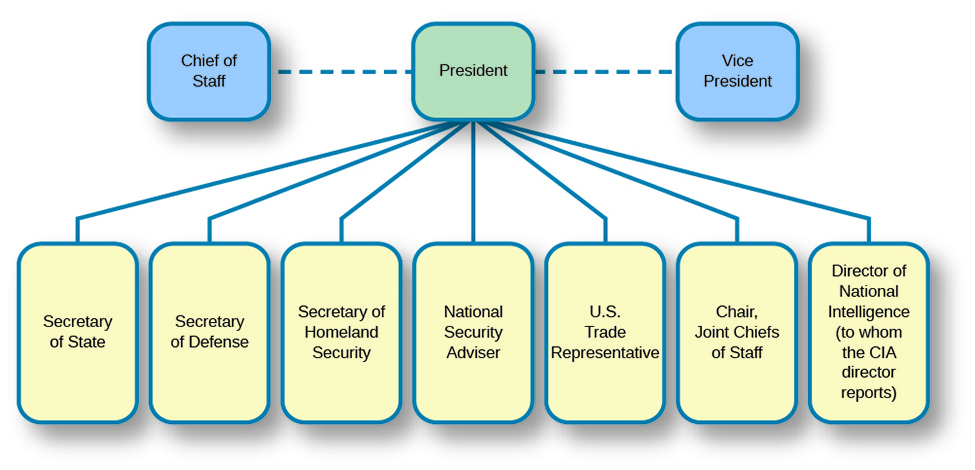 Chief of
Staff
President
Vice
President
Secretary
of State
Secretary
of Defense
Secretary of
Homeland
Security
National
Security
Adviser
U.S.
Trade
Representative
Chair,
Joint Chiefs
of Staff
Director of
National
Intelligence
(to whom
the CIA
director
reports)